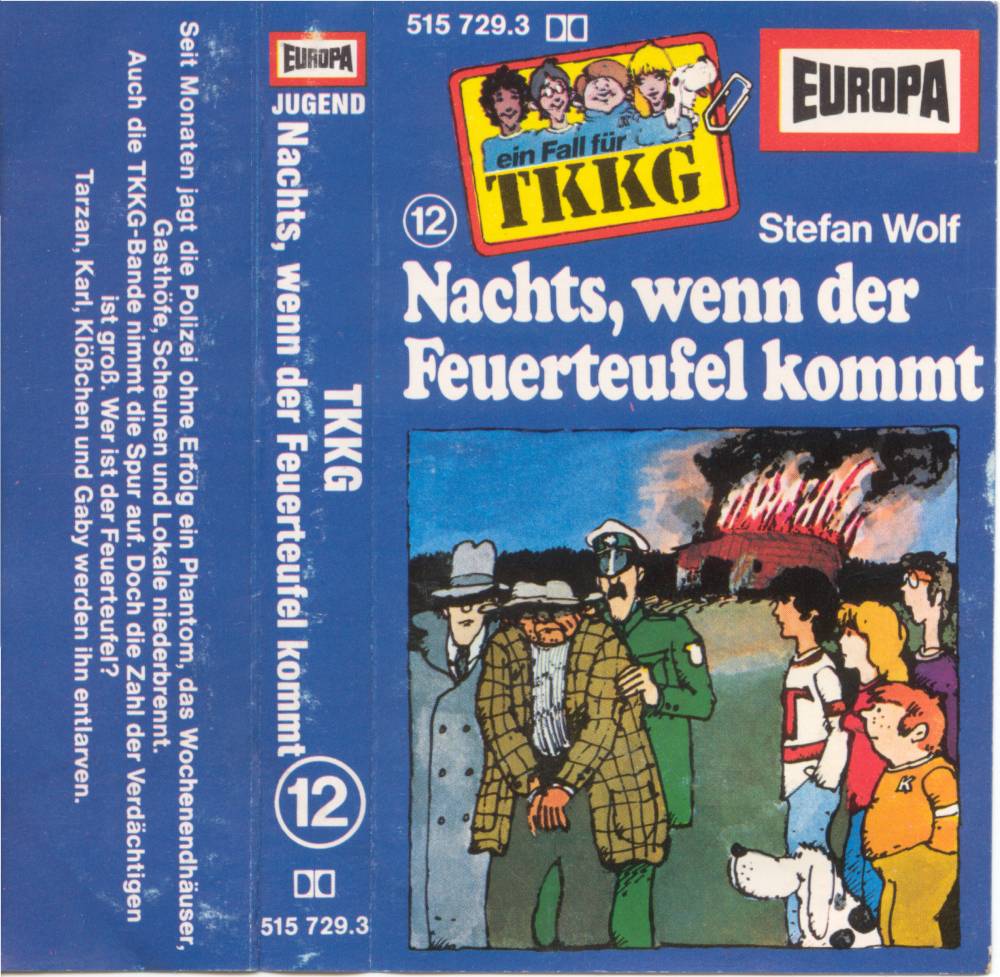 Seit Monaten jagt die Polizei ohne Erfolg ein Phantom, das Wochenendhäuser,
Gasthöfe, Scheunen und Lokale niederbrennt.
Auch die TKKG-Bande nimmt die Spur auf. Doch die Zahl der Verdächtigen
ist groß. Wer ist der Feuerteufel?
Tarzan, Karl, Klößchen und Gaby werden ihn entlarven.
EUROPA
JUGEND
TKKG
Nachts, wenn der Feuerteufel kommt
12
515 729.3
515 729.3
ein Fall für
TKKG
EUROPA
12
Stefan Wolf
Nachts, wenn der
Feuerteufel kommt
T
K